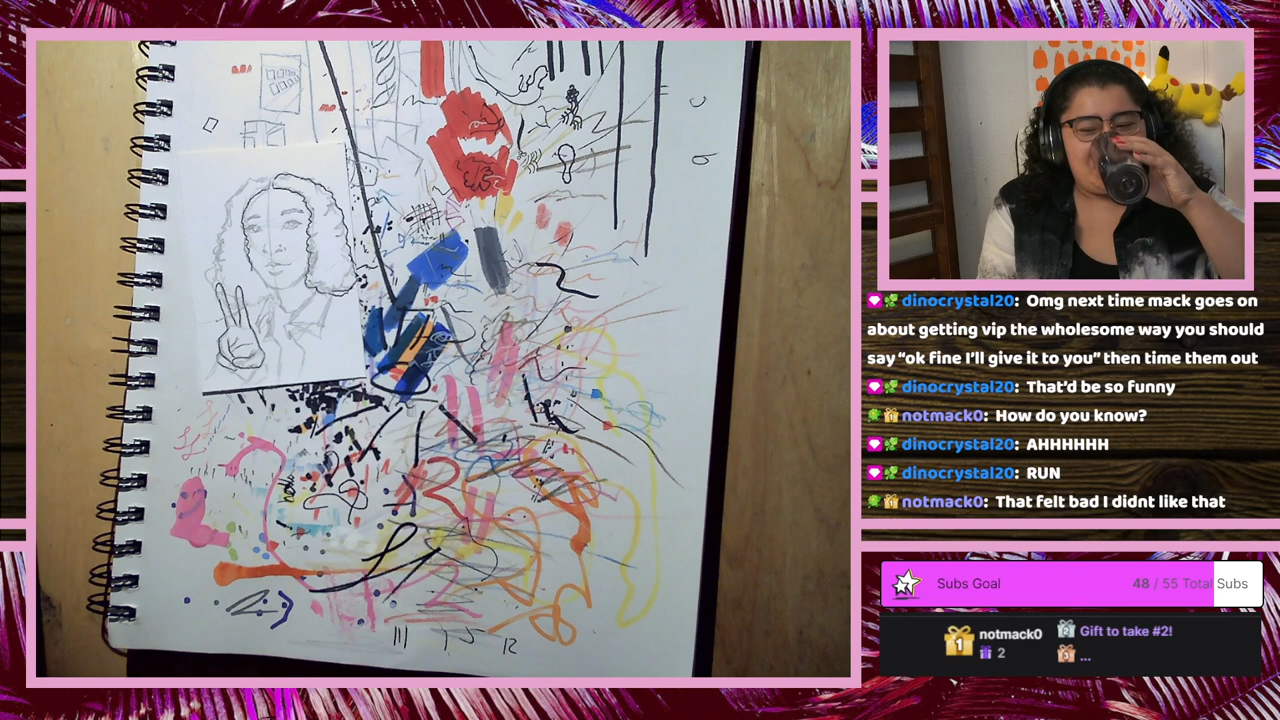 dinocrystal20: Omg next time mack goes on
about getting vip the wholesome way you should
say “ok fine I’ll give it to you” then time them out
dinocrystal20: That’d be so funny
notmack0: How do you know?
dinocrystal20: AHHHHHH
dinocrystal20: RUN
notmack0: That felt bad I didnt like that
Subs Goal 48 / 55 Total Subs
1 notmack0 2 Gift to take #2!
2 3 ...